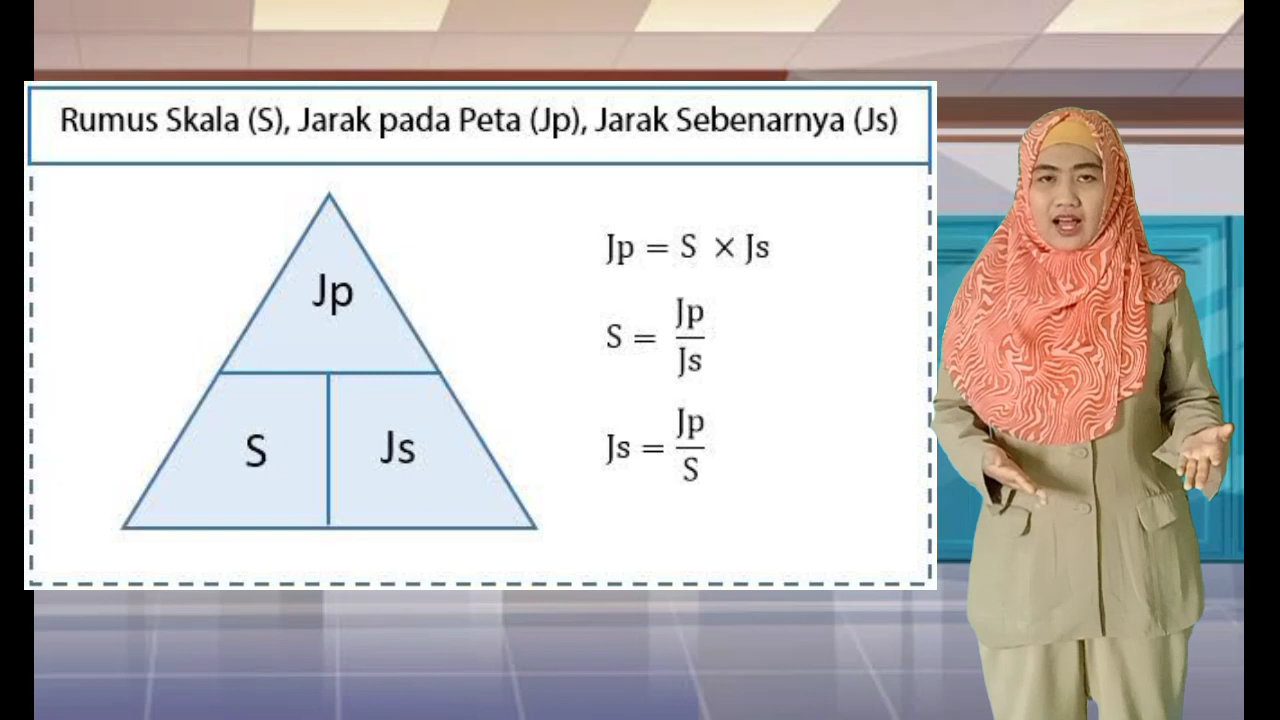 Rumus Skala (S), Jarak pada Peta (Jp), Jarak Sebenarnya (Js)
Jp
S
Js
Jp = S × Js
S = Jp/Js
Js = Jp/S